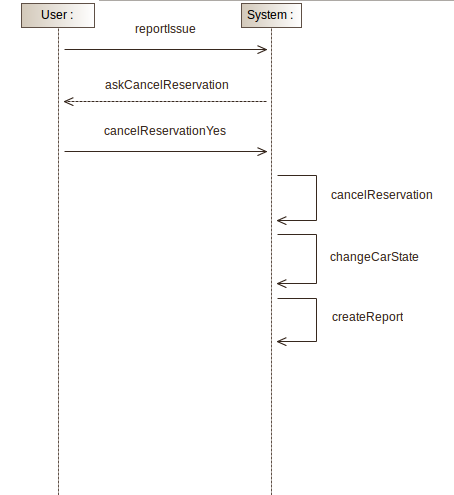 User :
System :
reportIssue
askCancelReservation
cancelReservationYes
cancelReservation
changeCarState
createReport